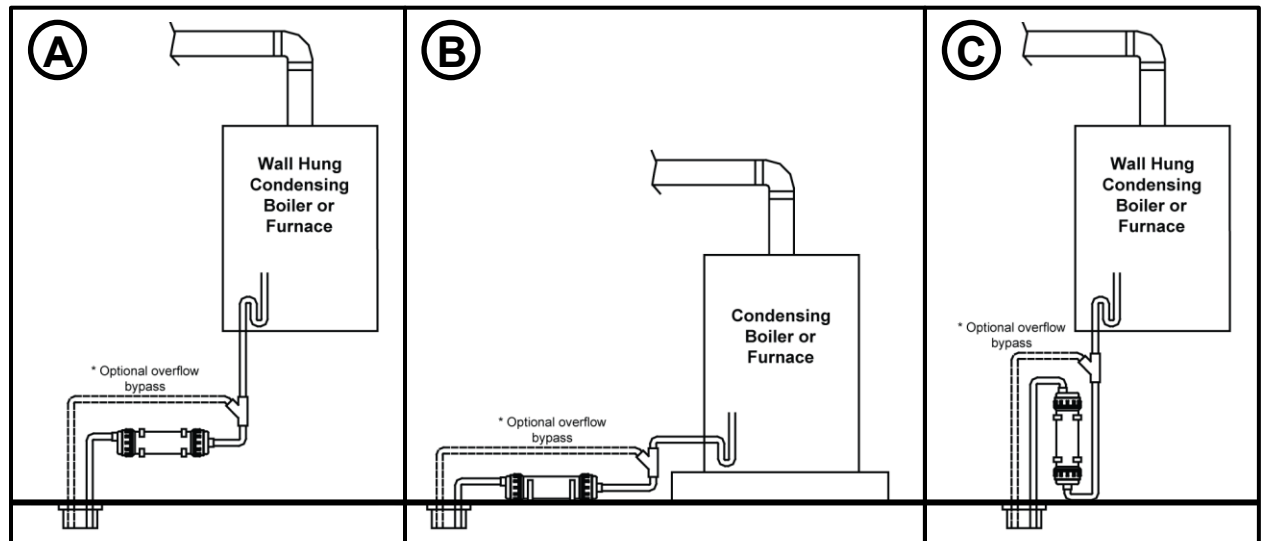 A
Wall Hung
Condensing
Boiler or
Furnace
* Optional overflow
bypass
B
Condensing
Boiler or
Furnace
* Optional overflow
bypass
C
Wall Hung
Condensing
Boiler or
Furnace
* Optional overflow
bypass